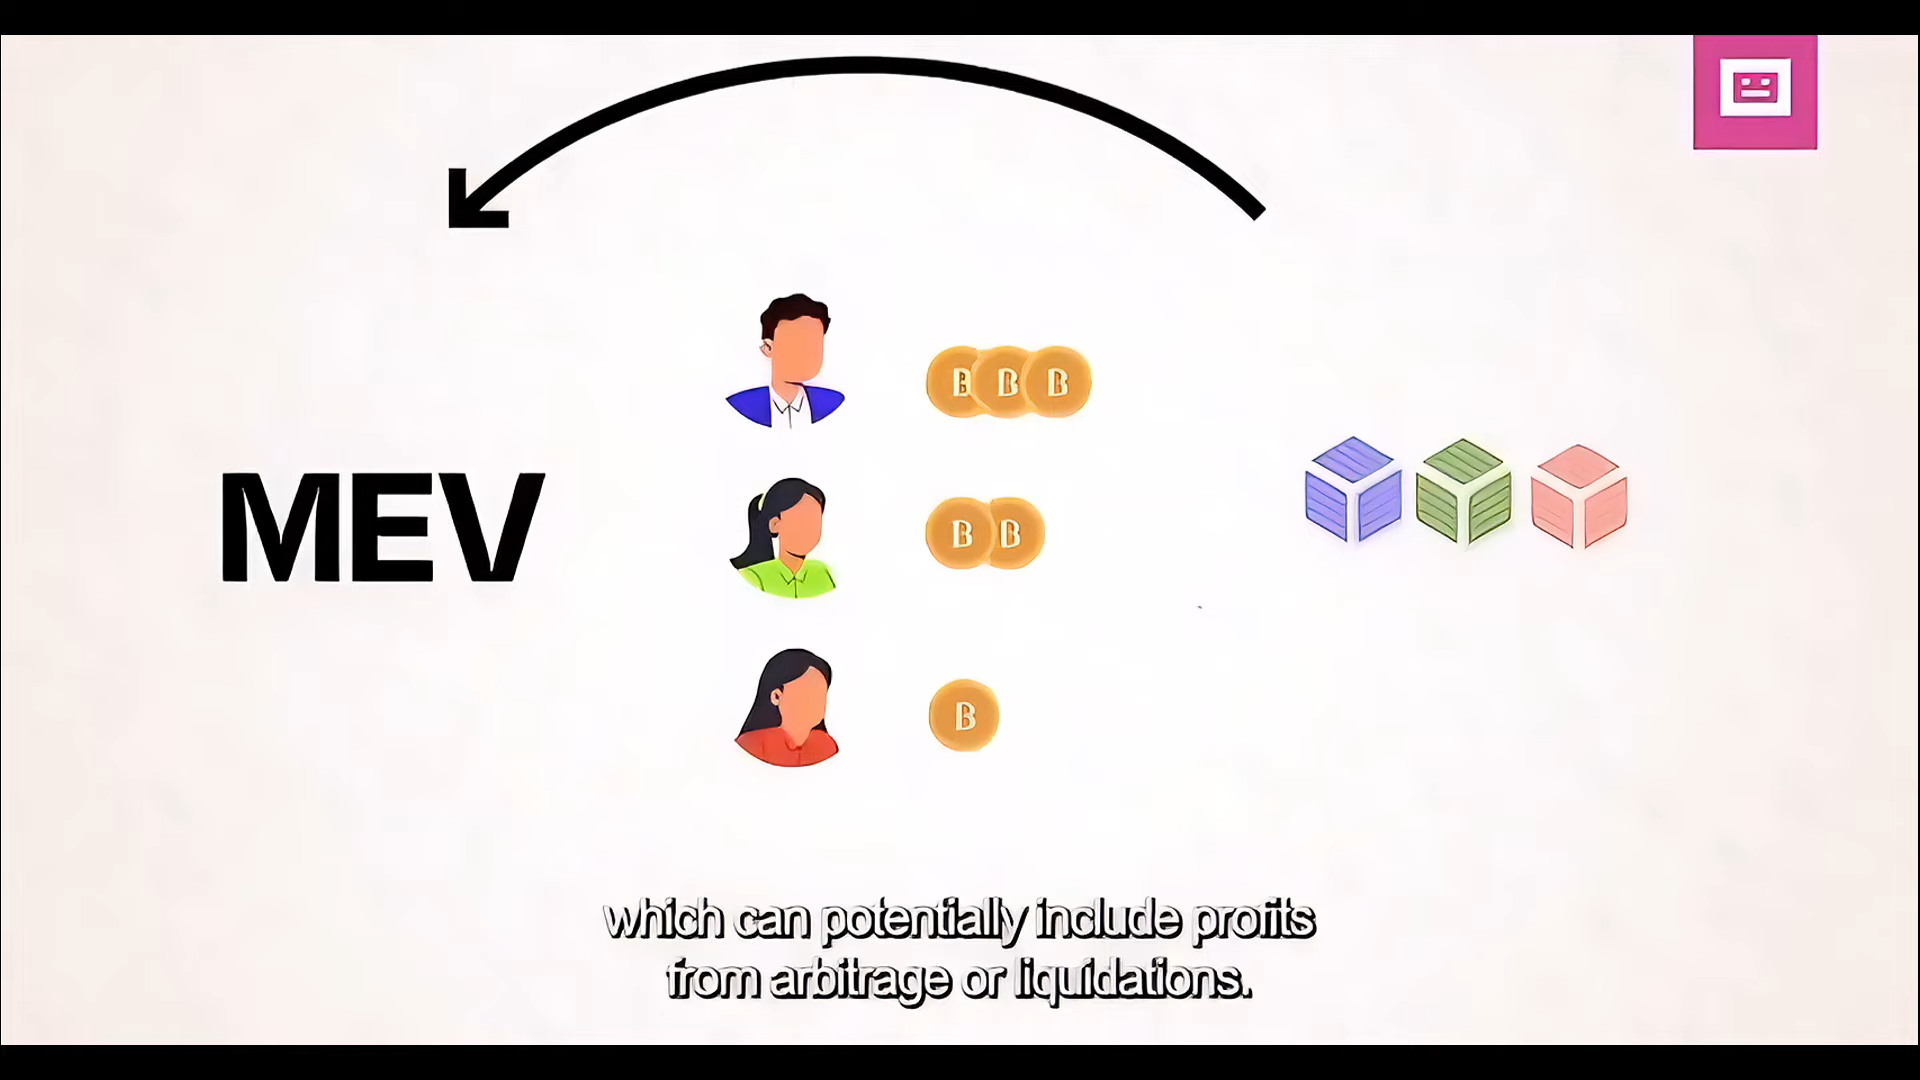 MEV
B B B
B B
B
which can potentially include profits
from arbitrage or liquidations.